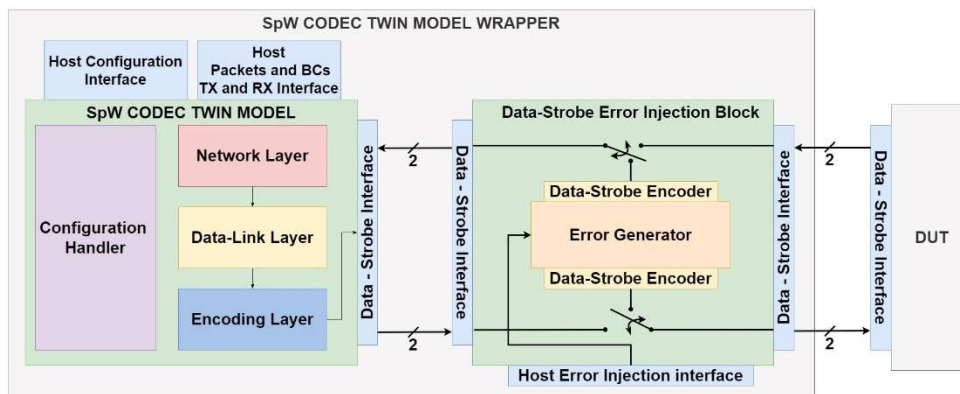 SpW CODEC TWIN MODEL WRAPPER
Host Configuration
Interface
Host
Packets and BCs
TX and RX Interface
SpW CODEC TWIN MODEL
Configuration
Handler
Network Layer
Data-Link Layer
Encoding Layer
Data - Strobe Interface
2
2
Data - Strobe Interface
Data-Strobe Error Injection Block
Data-Strobe Encoder
Error Generator
Data-Strobe Encoder
Host Error Injection interface
Data - Strobe Interface
2
2
Data - Strobe Interface
DUT